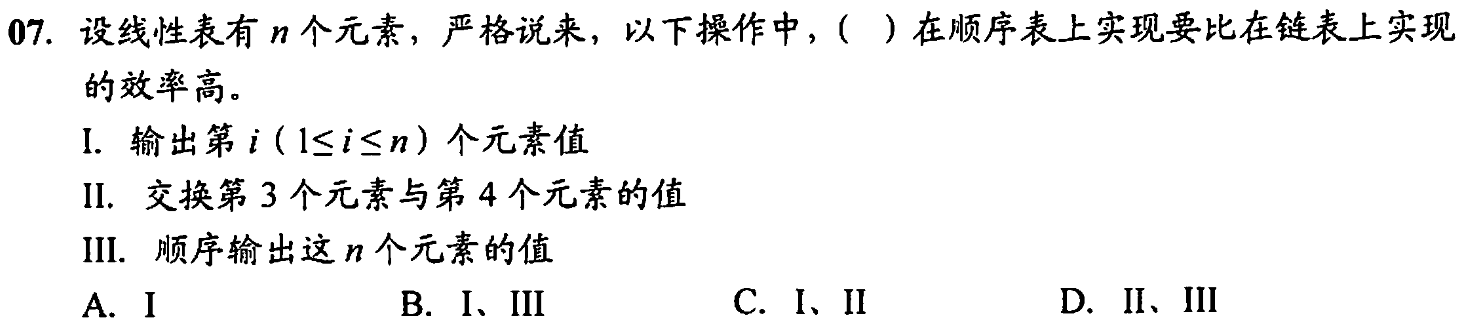 07. 设线性表有 n 个元素，严格说来，以下操作中，（ ）在顺序表上实现要比在链表上实现
的效率高。
I. 输出第 i（1≤i≤n）个元素值
II. 交换第 3 个元素与第 4 个元素的值
III. 顺序输出这 n 个元素的值
A. I B. I、III C. I、II D. II、III